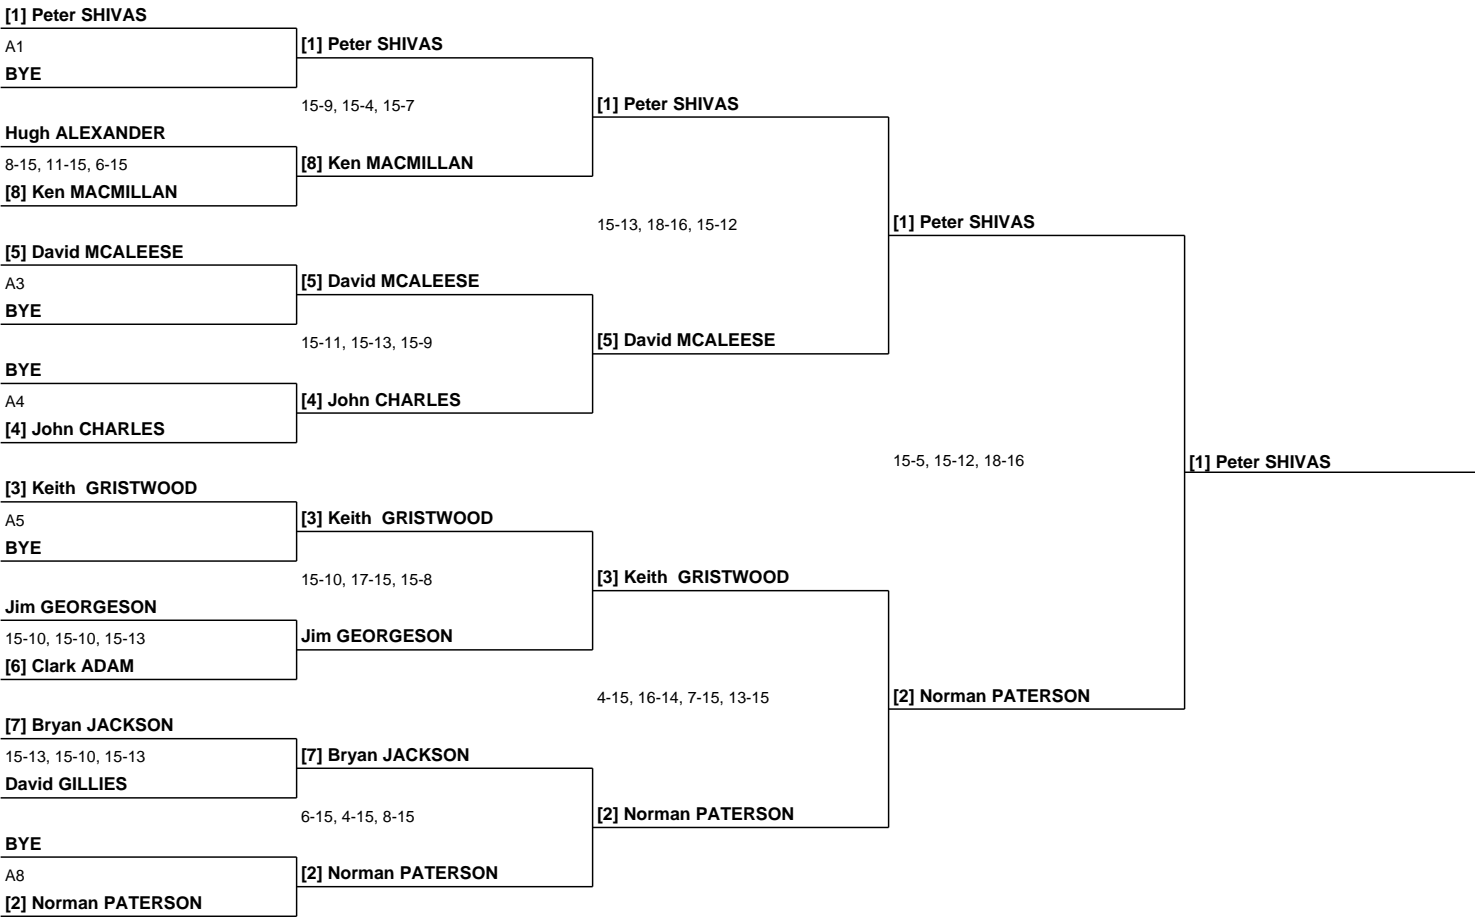 [1] Peter SHIVAS
A1
BYE
Hugh ALEXANDER
8-15, 11-15, 6-15
[8] Ken MACMILLAN
[5] David MCALEESE
A3
BYE
BYE
A4
[4] John CHARLES
[3] Keith  GRISTWOOD
A5
BYE
Jim GEORGESON
15-10, 15-10, 15-13
[6] Clark ADAM
[7] Bryan JACKSON
15-13, 15-10, 15-13
David GILLIES
BYE
A8
[2] Norman PATERSON
[1] Peter SHIVAS
15-9, 15-4, 15-7
[8] Ken MACMILLAN
[5] David MCALEESE
15-11, 15-13, 15-9
[4] John CHARLES
[3] Keith  GRISTWOOD
15-10, 17-15, 15-8
Jim GEORGESON
[7] Bryan JACKSON
6-15, 4-15, 8-15
[2] Norman PATERSON
[1] Peter SHIVAS
15-13, 18-16, 15-12
[5] David MCALEESE
[3] Keith  GRISTWOOD
4-15, 16-14, 7-15, 13-15
[2] Norman PATERSON
[1] Peter SHIVAS
15-5, 15-12, 18-16
[2] Norman PATERSON
[1] Peter SHIVAS